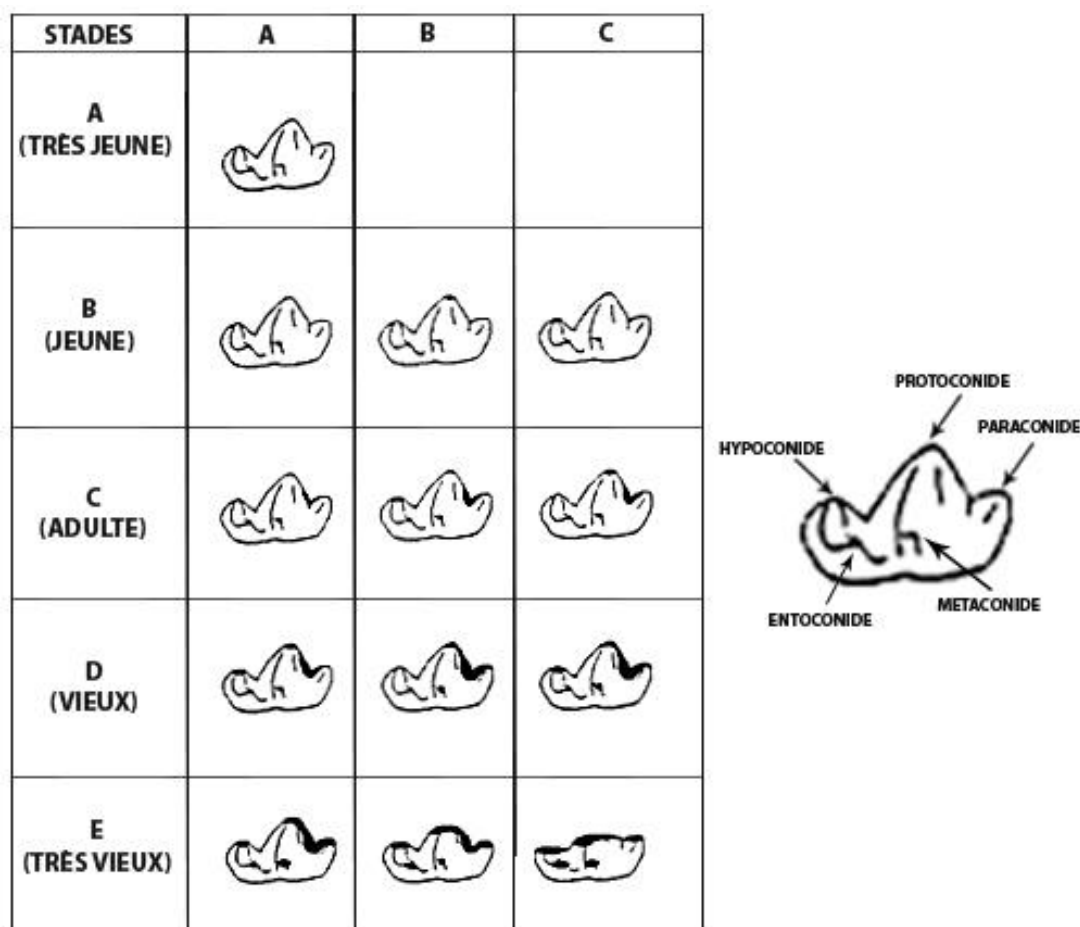 STADES A B C
A
(TRÈS JEUNE)
B
(JEUNE)
C
(ADULTE)
D
(VIEUX)
E
(TRÈS VIEUX)
PROTOCONIDE
PARACONIDE
HYPOCONIDE
METACONIDE
ENTOCONIDE